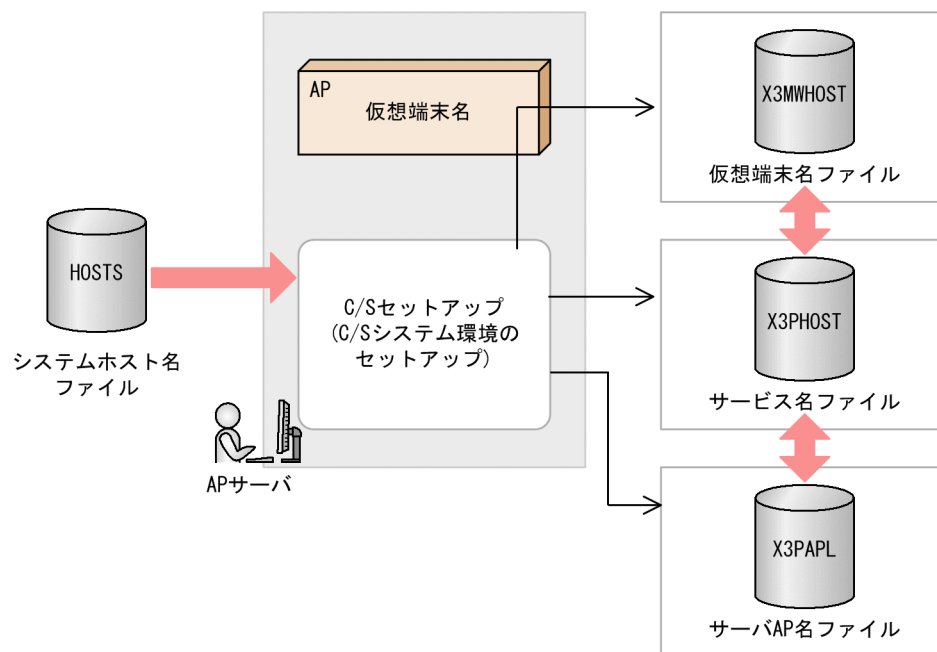 AP
仮想端末名
X3MWHOST
仮想端末名ファイル
HOSTS
システムホスト名
ファイル
C/Sセットアップ
(C/Sシステム環境の
セットアップ)
X3PHOST
サービス名ファイル
APサーバ
X3PAPL
サーバAP名ファイル